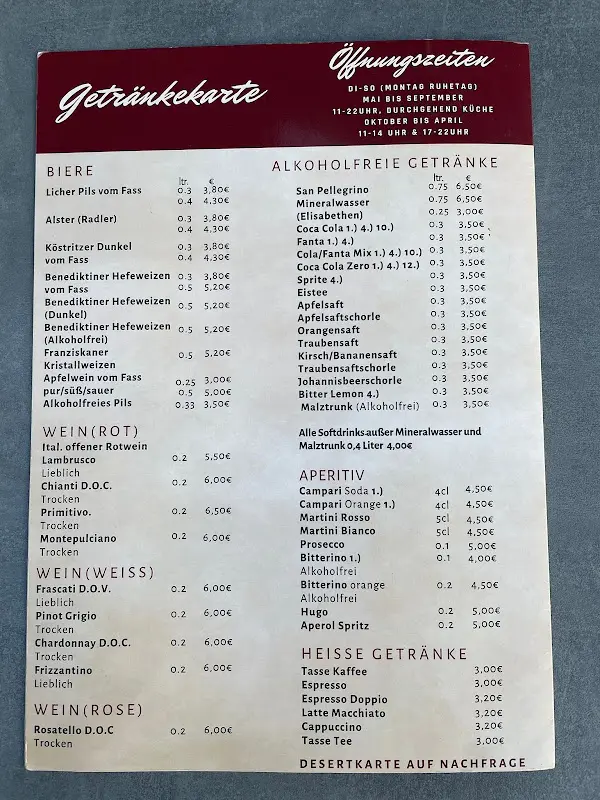 Getränkekarte
Öffnungszeiten
DI-SO (MONTAG RUHETAG)
MAI BIS SEPTEMBER
11-22UHR, DURCHGEHEND KÜCHE
OKTOBER BIS APRIL
11-14 UHR & 17-22UHR
BIERE
ltr. €
Licher Pils vom Fass 0.3 3,80€
0.4 4,30€
Alster (Radler) 0.3 3,80€
0.4 4,30€
Köstritzer Dunkel 0.3 3,80€
vom Fass 0.4 4,30€
Benediktiner Hefeweizen 0.3 3,80€
vom Fass 0.5 5,20€
Benediktiner Hefeweizen 0.5 5,20€
(Dunkel)
Benediktiner Hefeweizen 0.5 5,20€
(Alkoholfrei)
Franziskaner 0.5 5,20€
Kristallweizen
Apfelwein vom Fass 0.25 3,00€
pur/süß/sauer 0.5 5,00€
Alkoholfreies Pils 0.33 3,50€
WEIN(ROT)
Ital. offener Rotwein
Lambrusco 0.2 5,50€
Lieblich
Chianti D.O.C. 0.2 6,00€
Trocken
Primitivo. 0.2 6,50€
Trocken
Montepulciano 0.2 6,00€
Trocken
WEIN(WEISS)
Frascati D.O.V. 0.2 6,00€
Lieblich
Pinot Grigio 0.2 6,00€
Trocken
Chardonnay D.O.C. 0.2 6,00€
Trocken
Frizzantino 0.2 6,00€
Lieblich
WEIN(ROSE)
Rosatello D.O.C 0.2 6,00€
Trocken
ALKOHOLFREIE GETRÄNKE
ltr. €
San Pellegrino 0.75 6,50€
Mineralwasser 0.75 6,50€
(Elisabethen) 0.25 3,00€
Coca Cola 1.) 4.) 10.) 0.3 3,50€
Fanta 1.) 4.) 0.3 3,50€
Cola/Fanta Mix 1.) 4.) 10.) 0.3 3,50€
Coca Cola Zero 1.) 4.) 12.) 0.3 3,50€
Sprite 4.) 0.3 3,50€
Eistee 0.3 3,50€
Apfelsaft 0.3 3,50€
Apfelsaftschorle 0.3 3,50€
Orangensaft 0.3 3,50€
Traubensaft 0.3 3,50€
Kirsch/Bananensaft 0.3 3,50€
Traubensaftschorle 0.3 3,50€
Johannisbeerschorle 0.3 3,50€
Bitter Lemon 4.) 0.3 3,50€
Malztrunk (Alkoholfrei) 0.3 3,50€
Alle Softdrinks außer Mineralwasser und
Malztrunk 0,4 Liter 4,00€
APERITIV
Campari Soda 1.) 4cl 4,50€
Campari Orange 1.) 4cl 4,50€
Martini Rosso 5cl 4,50€
Martini Bianco 5cl 4,50€
Prosecco 0.1 5,00€
Bitterino 1.) 0.1 4,00€
Alkoholfrei
Bitterino orange 0.2 4,50€
Alkoholfrei
Hugo 0.2 5,00€
Aperol Spritz 0.2 5,00€
HEISSE GETRÄNKE
Tasse Kaffee 3,00€
Espresso 3,00€
Espresso Doppio 3,20€
Latte Macchiato 3,20€
Cappuccino 3,20€
Tasse Tee 3,00€
DESERTKARTE AUF NACHFRAGE